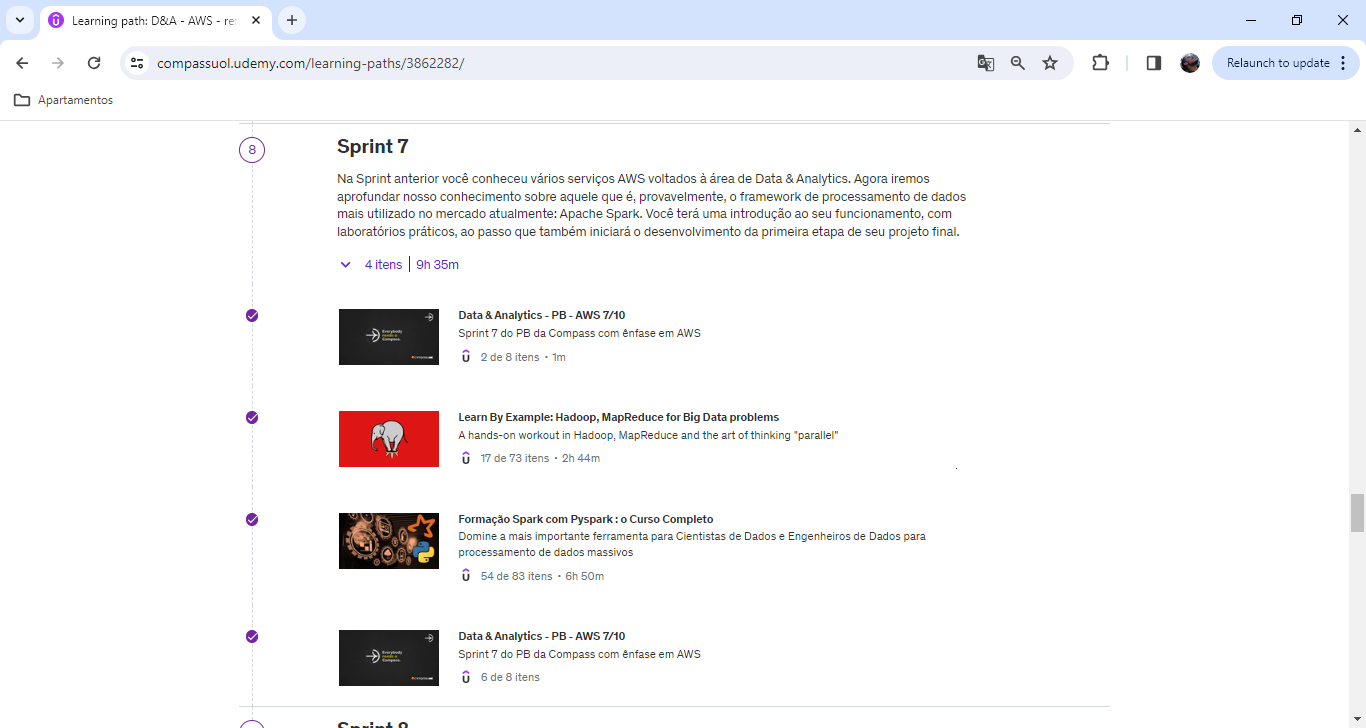 Learning path: D&A - AWS - re
compassuol.udemy.com/learning-paths/3862282/
Relaunch to update
Apartamentos
8
Sprint 7
Na Sprint anterior você conheceu vários serviços AWS voltados à área de Data & Analytics. Agora iremos
aprofundar nosso conhecimento sobre aquele que é, provavelmente, o framework de processamento de dados
mais utilizado no mercado atualmente: Apache Spark. Você terá uma introdução ao seu funcionamento, com
laboratórios práticos, ao passo que também iniciará o desenvolvimento da primeira etapa de seu projeto final.
4 itens | 9h 35m
Everybody
needs a
Compass.
Data & Analytics - PB - AWS 7/10
Sprint 7 do PB da Compass com ênfase em AWS
2 de 8 itens • 1m
Learn By Example: Hadoop, MapReduce for Big Data problems
A hands-on workout in Hadoop, MapReduce and the art of thinking "parallel"
17 de 73 itens • 2h 44m
Formação Spark com Pyspark : o Curso Completo
Domine a mais importante ferramenta para Cientistas de Dados e Engenheiros de Dados para
processamento de dados massivos
54 de 83 itens • 6h 50m
Everybody
needs a
Compass.
Data & Analytics - PB - AWS 7/10
Sprint 7 do PB da Compass com ênfase em AWS
6 de 8 itens
Sprint 8